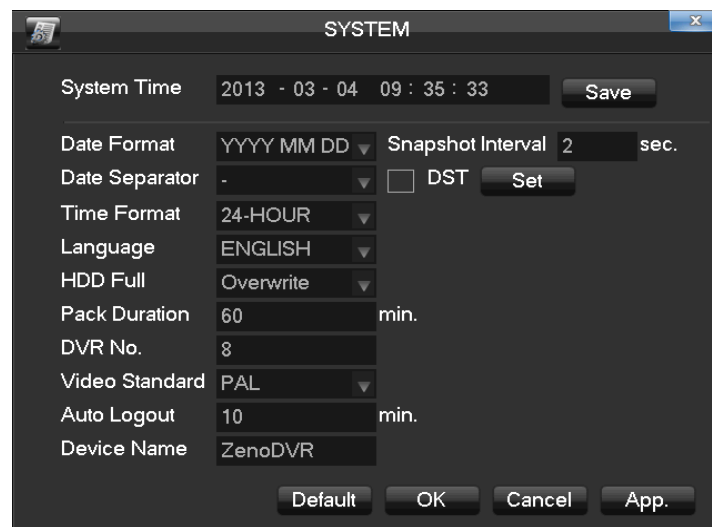 SYSTEM
x
System Time 2013 - 03 - 04 09 : 35 : 33 Save
Date Format YYYY MM DD Snapshot Interval 2 sec.
Date Separator - DST Set
Time Format 24-HOUR
Language ENGLISH
HDD Full Overwrite
Pack Duration 60 min.
DVR No. 8
Video Standard PAL
Auto Logout 10 min.
Device Name ZenoDVR
Default OK Cancel App.